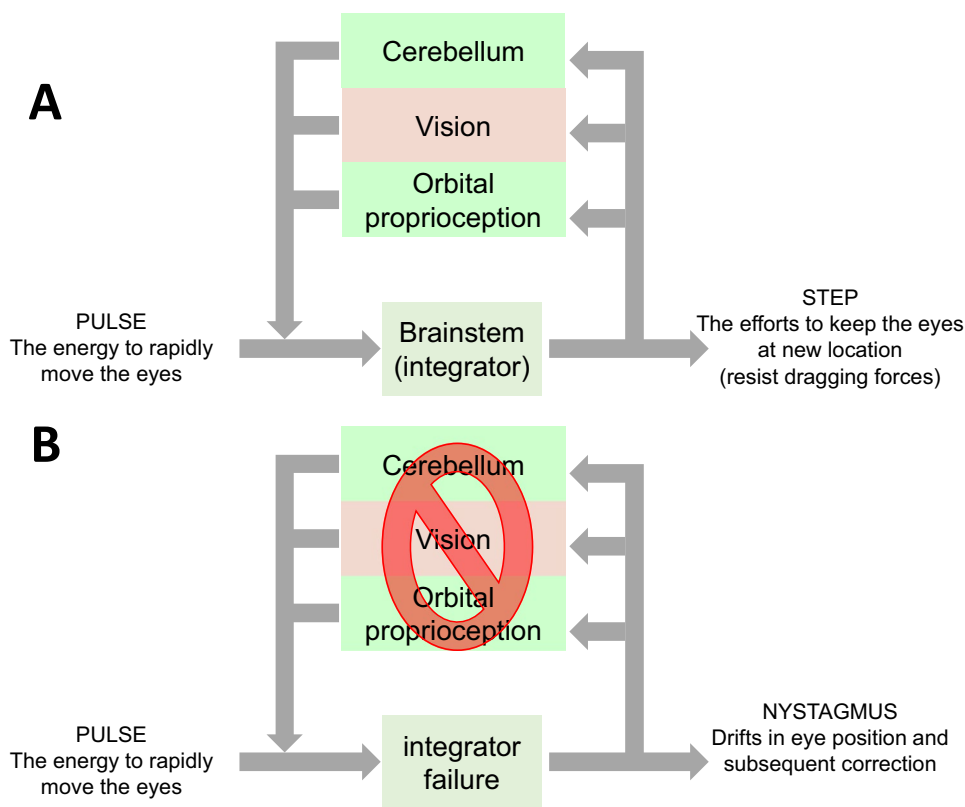 A
Cerebellum
Vision
Orbital
proprioception
PULSE
The energy to rapidly
move the eyes
Brainstem
(integrator)
STEP
The efforts to keep the eyes
at new location
(resist dragging forces)
B
Cerebellum
Vision
Orbital
proprioception
PULSE
The energy to rapidly
move the eyes
integrator
failure
NYSTAGMUS
Drifts in eye position and
subsequent correction